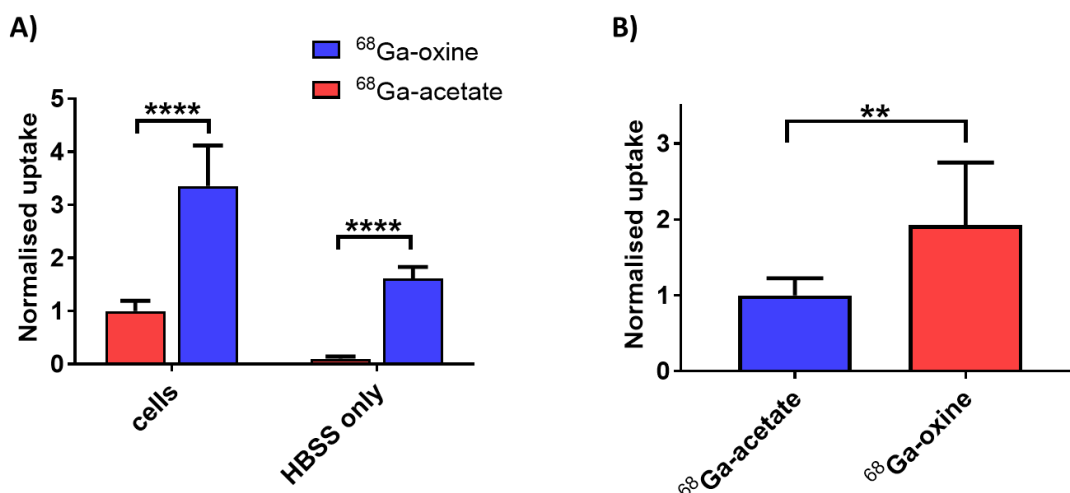 A)
⁶⁸Ga-oxine
⁶⁸Ga-acetate
Normalised uptake
5
4
3
2
1
0
****
****
cells
HBSS only
B)
Normalised uptake
3
2
1
0
**
⁶⁸Ga-acetate
⁶⁸Ga-oxine